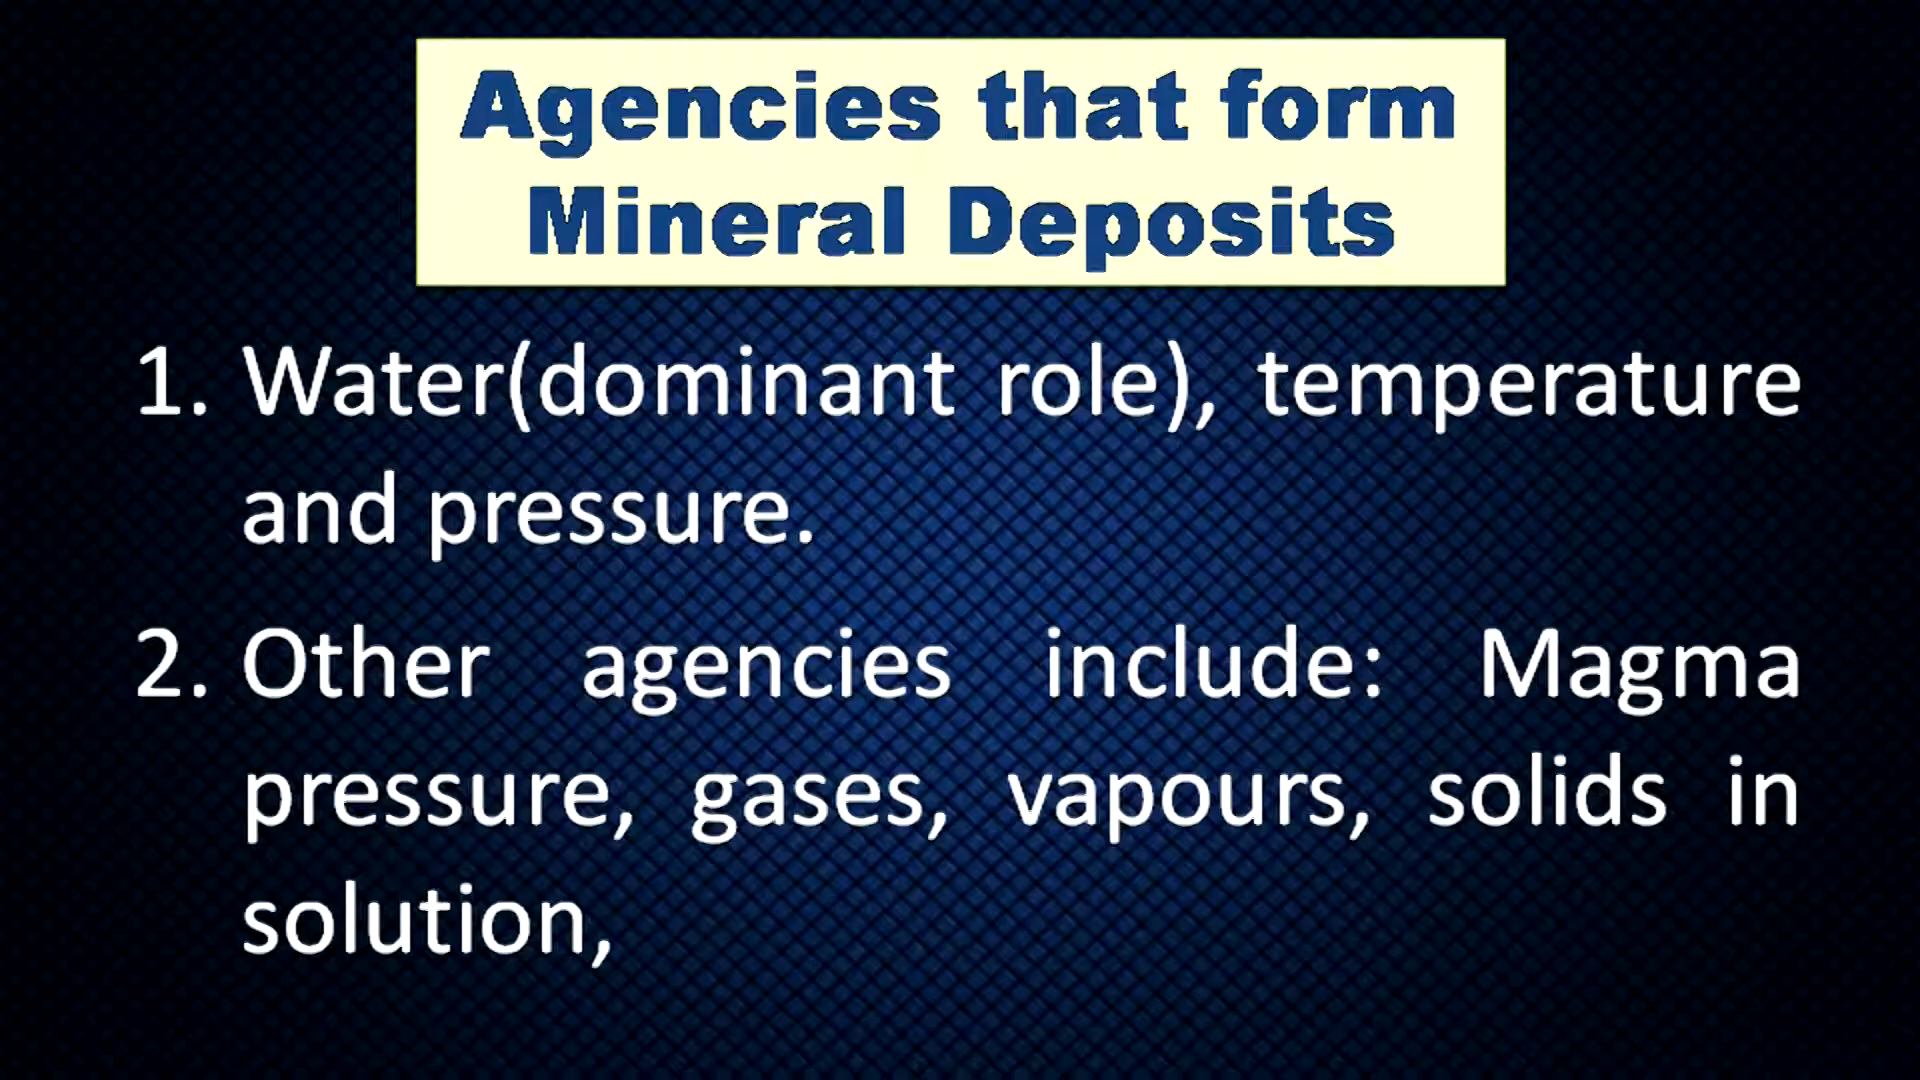 Agencies that form
Mineral Deposits
1. Water(dominant role), temperature
and pressure.
2. Other agencies include: Magma
pressure, gases, vapours, solids in
solution,